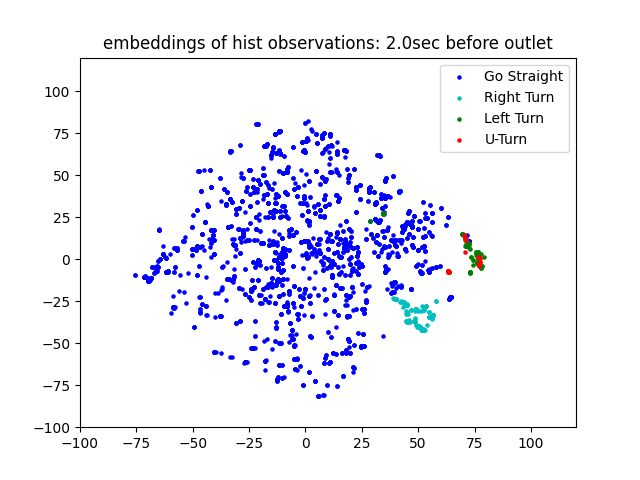 embeddings of hist observations: 2.0sec before outlet
Go Straight
Right Turn
Left Turn
U-Turn
100
75
50
25
0
−25
−50
−75
−100
−100 −75 −50 −25 0 25 50 75 100